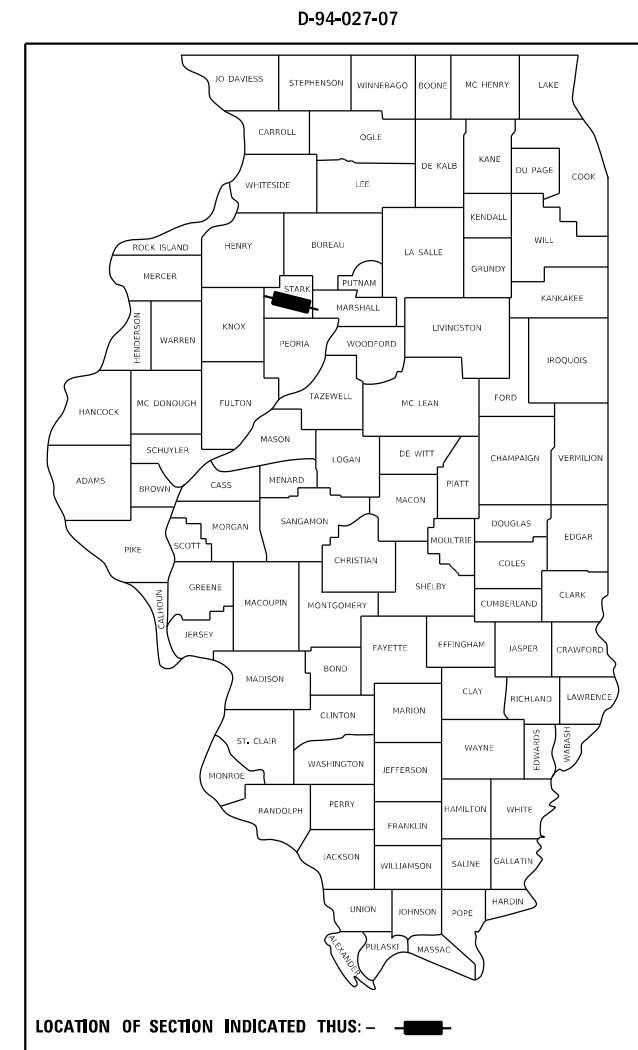 D-94-027-07
JO DAVIESS STEPHENSON WINNEBAGO BOONE MC HENRY LAKE
CARROLL OGLE
DE KALB KANE DU PAGE COOK
WHITESIDE LEE
KENDALL
ROCK ISLAND HENRY BUREAU LA SALLE WILL
MERCER GRUNDY
STARK PUTNAM
KANKAKEE
MARSHALL
HENDERSON WARREN KNOX PEORIA WOODFORD LIVINGSTON
IROQUOIS
HANCOCK MC DONOUGH FULTON TAZEWELL MC LEAN FORD
MASON
SCHUYLER LOGAN DE WITT CHAMPAIGN VERMILION
ADAMS BROWN CASS MENARD PIATT
MACON
MORGAN SANGAMON DOUGLAS
PIKE SCOTT CHRISTIAN MOULTRIE EDGAR
COLES
GREENE SHELBY
CALHOUN MACOUPIN MONTGOMERY CUMBERLAND CLARK
JERSEY FAYETTE EFFINGHAM JASPER CRAWFORD
MADISON BOND
CLAY RICHLAND LAWRENCE
CLINTON MARION
ST. CLAIR WAYNE EDWARDS WABASH
WASHINGTON JEFFERSON
MONROE
RANDOLPH PERRY HAMILTON WHITE
FRANKLIN
JACKSON WILLIAMSON SALINE GALLATIN
UNION JOHNSON POPE HARDIN
ALEXANDER PULASKI MASSAC
LOCATION OF SECTION INDICATED THUS: –